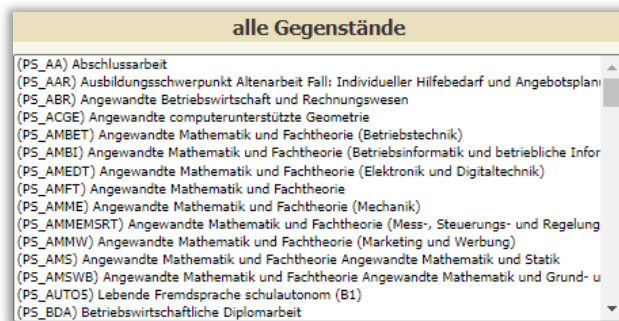 alle Gegenstände
(PS_AA) Abschlussarbeit
(PS_AAR) Ausbildungsschwerpunkt Altenarbeit Fall: Individueller Hilfebedarf und
(PS_ABR) Angewandte Betriebswirtschaft und Rechnungswesen
(PS_ACGE) Angewandte computerunterstützte Geometrie
(PS_AMBET) Angewandte Mathematik und Fachtheorie (Betriebstechnik)
(PS_AMBI) Angewandte Mathematik und Fachtheorie (Betriebsinformatik und betriebliche
(PS_AMEDT) Angewandte Mathematik und Fachtheorie (Elektronik und Digitaltechnik)
(PS_AMFT) Angewandte Mathematik und Fachtheorie
(PS_AMME) Angewandte Mathematik und Fachtheorie (Mechanik)
(PS_AMMEMSRT) Angewandte Mathematik und Fachtheorie (Mess-, Steuerungs- und
(PS_AMMW) Angewandte Mathematik und Fachtheorie (Marketing und Werbung)
(PS_AMS) Angewandte Mathematik und Fachtheorie Angewandte Mathematik und Statik
(PS_AMSWB) Angewandte Mathematik und Fachtheorie Angewandte Mathematik und Grund-
(PS_AUTO5) Lebende Fremdsprache schulautonom (B1)
(PS_BDA) Betriebswirtschaftliche Diplomarbeit